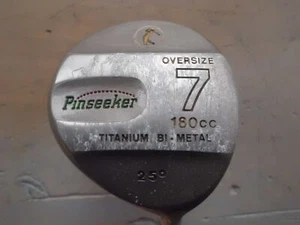 OVERSIZE
7
Pinseeker
160cc
TITANIUM BI-METAL
25°